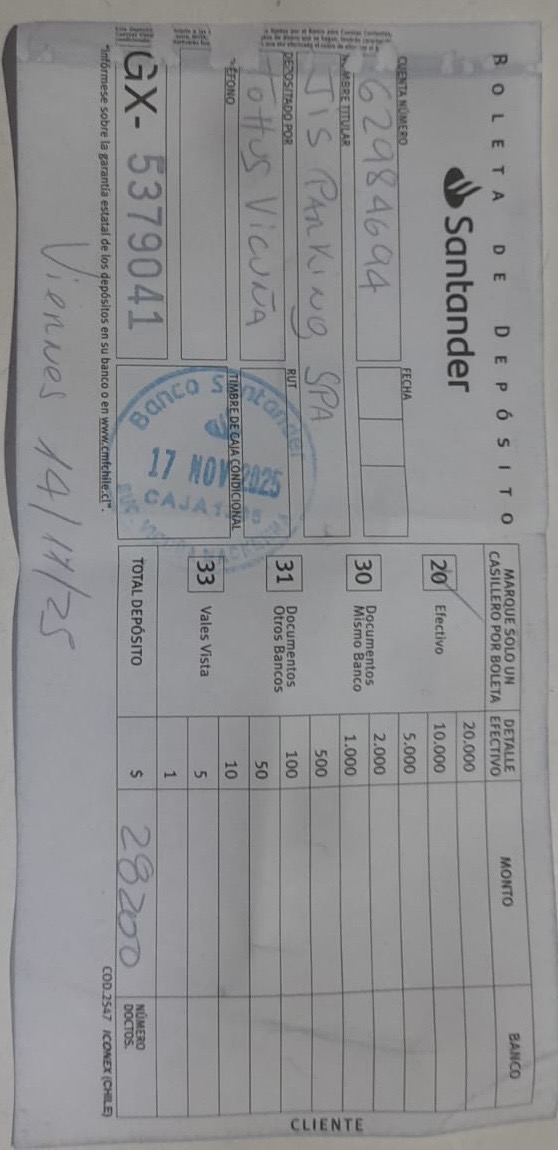 BOLETA DE DEPÓSITO
Santander
CUENTA NÚMERO
62984694
FECHA
NOMBRE TITULAR
JIS PARKING SPA
DEPOSITADO POR
TOTTUS VICUÑA
RUT
TELÉFONO
TIMBRE DE CAJA CONDICIONAL
Banco Santander
17 NOV 2025
CAJA
GX- 5379041
"Infórmese sobre la garantía estatal de los depósitos en su banco o en www.cmfchile.cl".
Viernes 14/11/25
MARQUE SOLO UN
CASILLERO POR BOLETA
20 Efectivo
30 Documentos
Mismo Banco
31 Documentos
Otros Bancos
33 Vales Vista
TOTAL DEPÓSITO
DETALLE
EFECTIVO
MONTO
BANCO
20.000
10.000
5.000
2.000
1.000
500
100
50
10
5
1
$ 28200
NÚMERO
DOCTOS.
COD.2547 ICONEX (CHILE)
CLIENTE